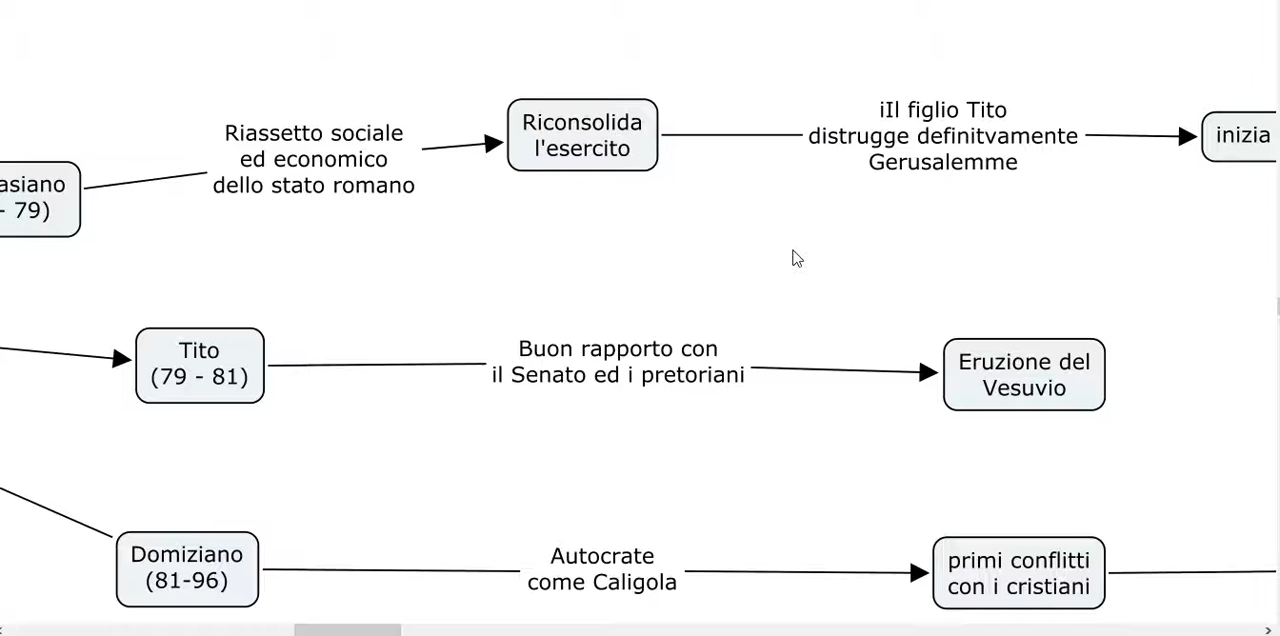 asiano
- 79)
Riassetto sociale
ed economico
dello stato romano
Riconsolida
l'esercito
iIl figlio Tito
distrugge definitvamente
Gerusalemme
inizia
Tito
(79 - 81)
Buon rapporto con
il Senato ed i pretoriani
Eruzione del
Vesuvio
Domiziano
(81-96)
Autocrate
come Caligola
primi conflitti
con i cristiani